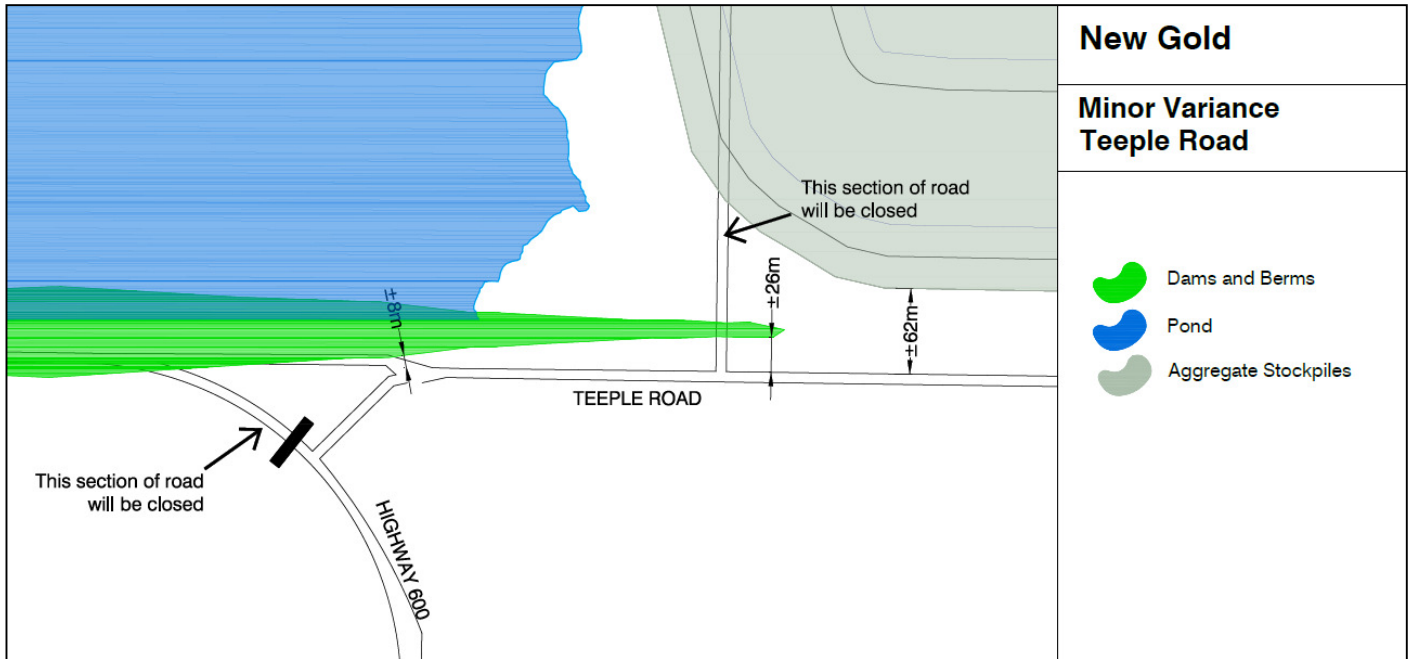 New Gold
Minor Variance
Teeple Road
This section of road
will be closed
±8m
±26m
±62m
TEEPLE ROAD
This section of road
will be closed
HIGHWAY 600
Dams and Berms
Pond
Aggregate Stockpiles